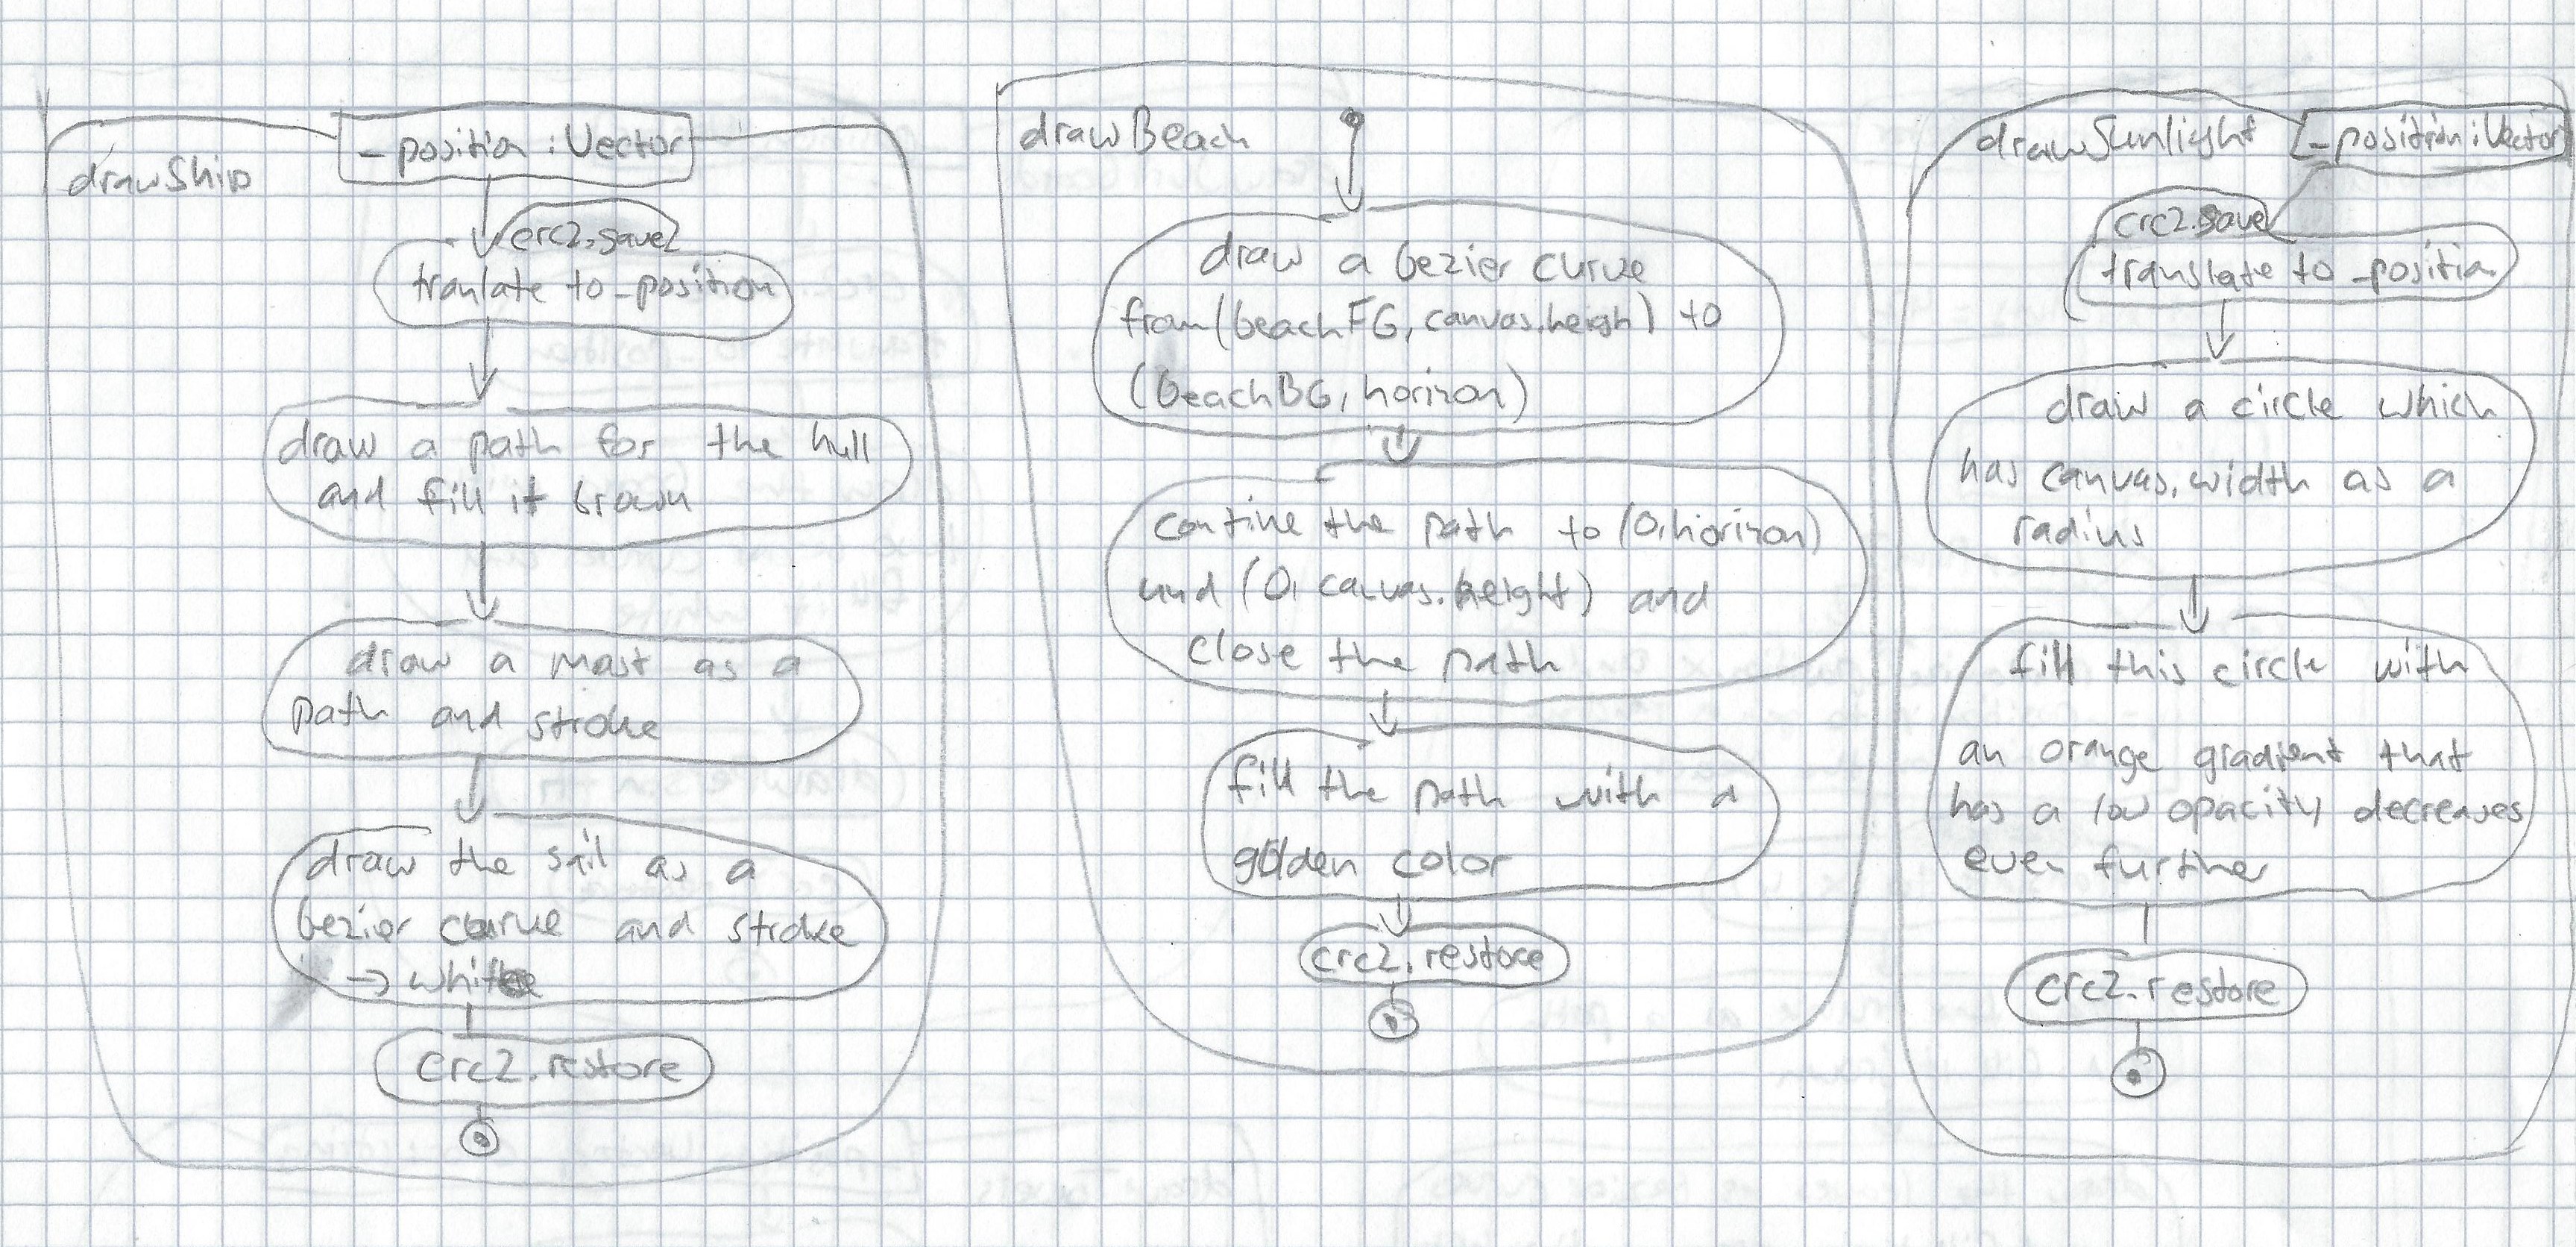 drawShip
_position : Vector
crc2.save
tranlate to _position
draw a path for the hull
and fill it brown
draw a mast as a
path and stroke
draw the sail as a
bezier curve and stroke
→ white
crc2.restore
drawBeach
draw a bezier curve
from (beachFG, canvas.heigh) to
(beachBG, horizon)
contine the path to (0, horizon)
und (0, canvas.height) and
close the path
fill the path with a
golden color
crc2.restore
drawSunlight
_position : Vector
crc2.save
translate to _position
draw a circle which
has canvas.width as a
radius
fill this circle with
an orange gradient that
has a low opacity decreases
even further
crc2.restore